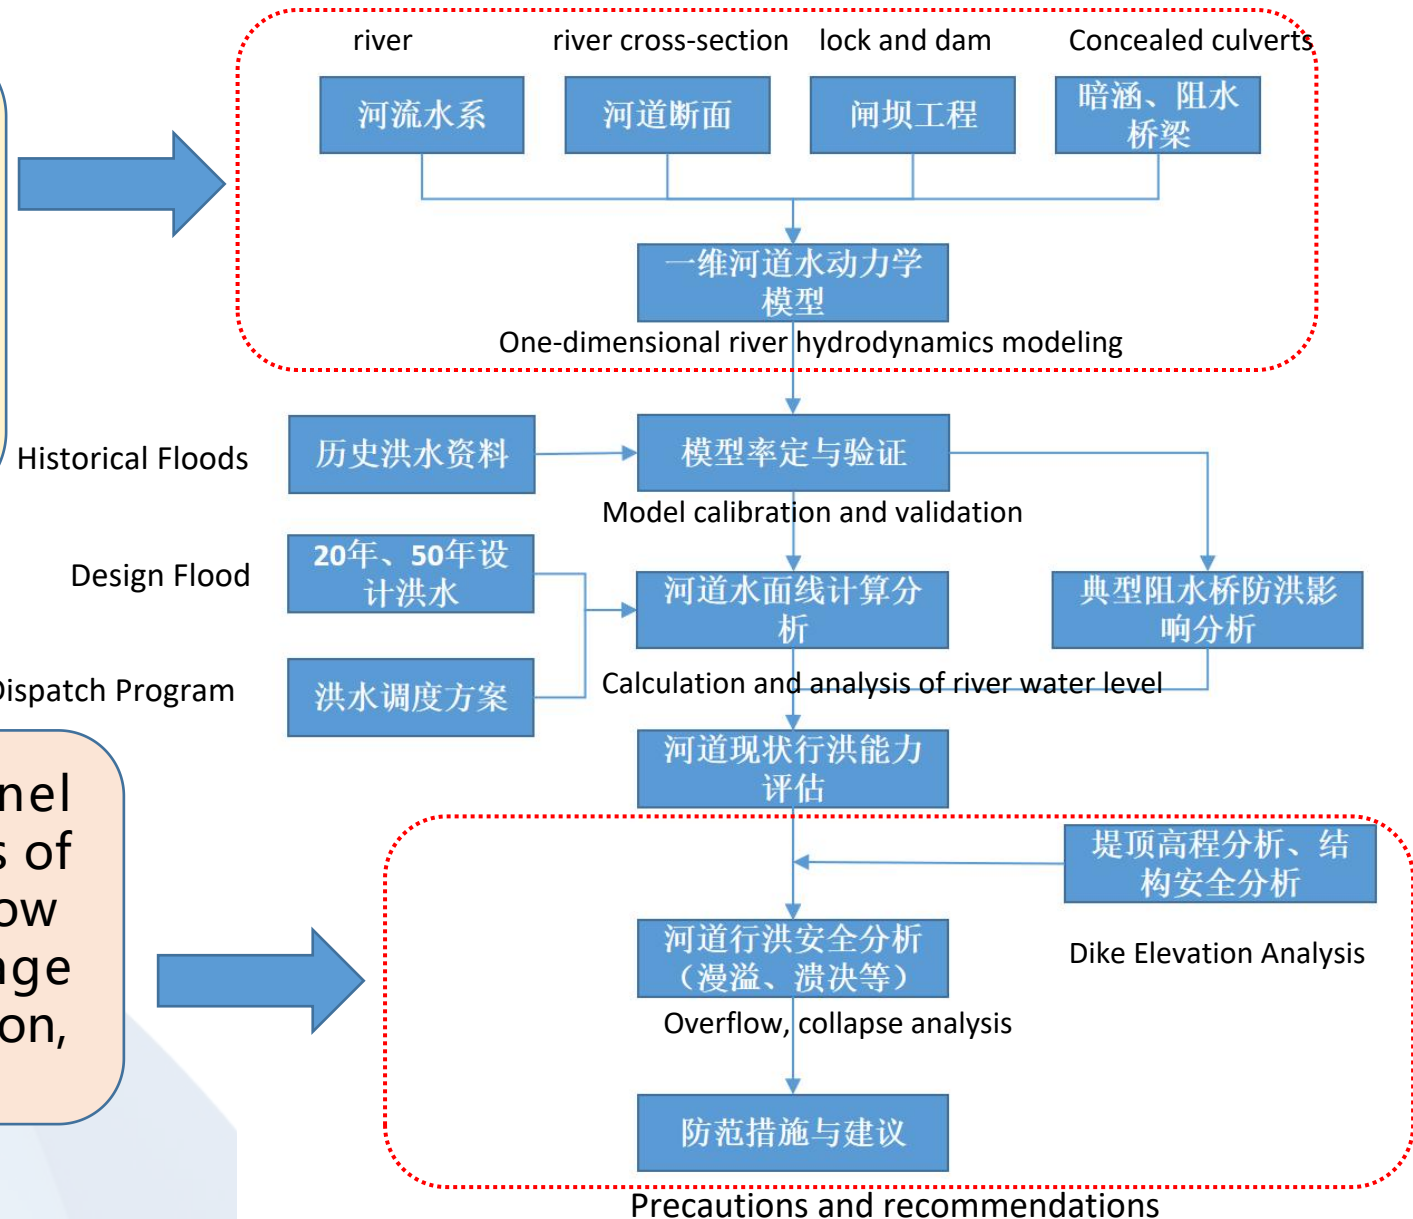 river
river cross-section
lock and dam
Concealed culverts
河流水系
河道断面
闸坝工程
暗涵、阻水
桥梁
一维河道水动力学
模型
One-dimensional river hydrodynamics modeling
Historical Floods
历史洪水资料
模型率定与验证
Model calibration and validation
Design Flood
20年、50年设
计洪水
河道水面线计算分
析
典型阻水桥防洪影
响分析
Dispatch Program
洪水调度方案
Calculation and analysis of river water level
河道现状行洪能力
评估
nel
s of
ow
nge
on,
堤顶高程分析、结
构安全分析
河道行洪安全分析
（漫溢、溃决等）
Dike Elevation Analysis
Overflow, collapse analysis
防范措施与建议
Precautions and recommendations